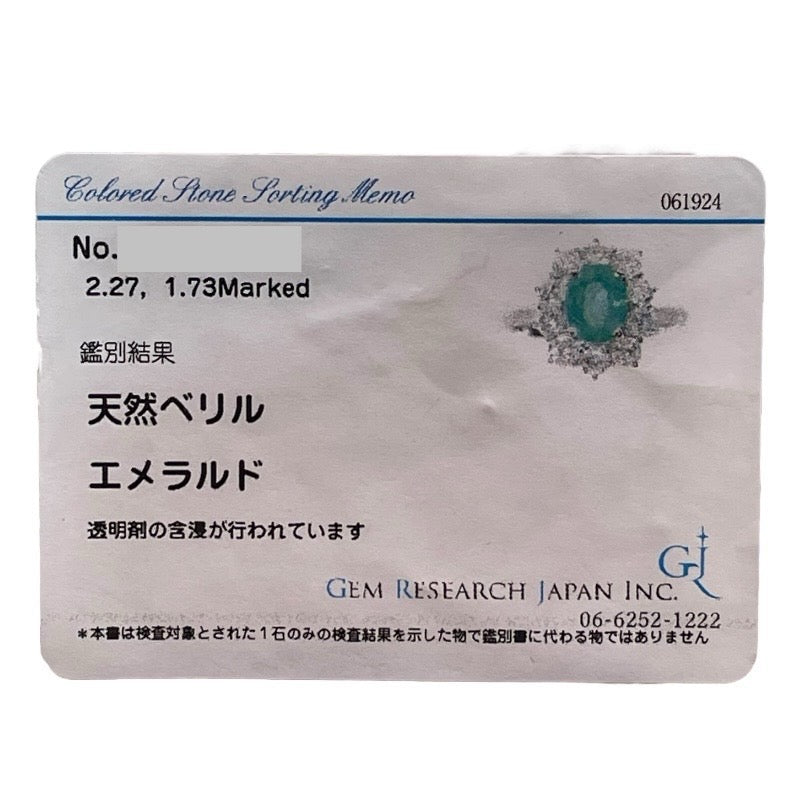 Colored Stone Sorting Memo
061924
No.
2.27, 1.73Marked
鑑別結果
天然ベリル
エメラルド
透明剤の含浸が行われています
GJ
GEM RESEARCH JAPAN INC.
06-6252-1222
*本書は検査対象とされた1石のみの検査結果を示した物で鑑別書に代わる物ではありません